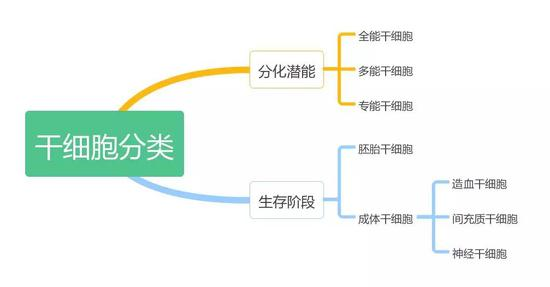 干细胞分类
分化潜能
全能干细胞
多能干细胞
专能干细胞
生存阶段
胚胎干细胞
成体干细胞
造血干细胞
间充质干细胞
神经干细胞